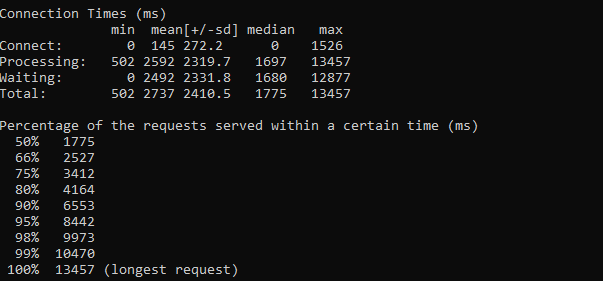 Connection Times (ms)
              min  mean[+/-sd] median   max
Connect:        0  145 272.2      0    1526
Processing:   502 2592 2319.7   1697   13457
Waiting:        0 2492 2331.8   1680   12877
Total:        502 2737 2410.5   1775   13457

Percentage of the requests served within a certain time (ms)
  50%   1775
  66%   2527
  75%   3412
  80%   4164
  90%   6553
  95%   8442
  98%   9973
  99%  10470
 100%  13457 (longest request)